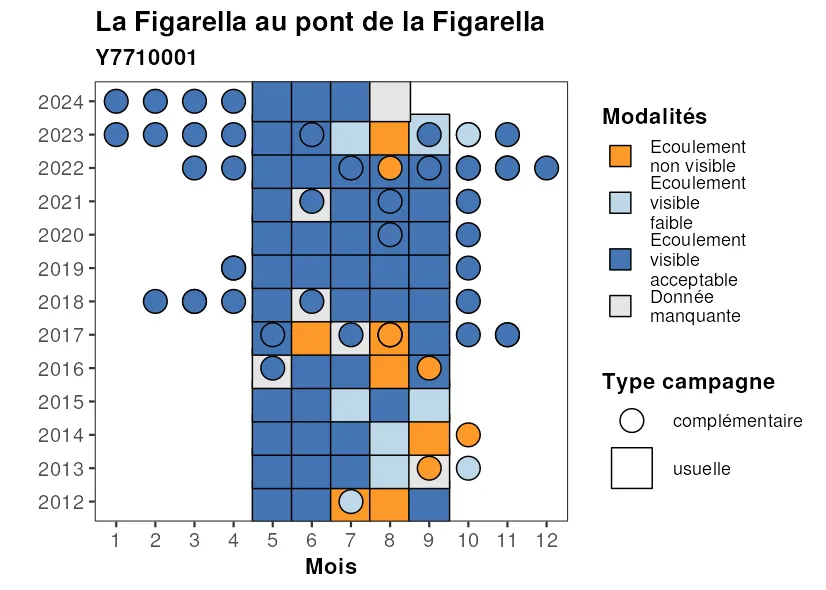 La Figarella au pont de la Figarella
Y7710001
2024
2023
2022
2021
2020
2019
2018
2017
2016
2015
2014
2013
2012
1 2 3 4 5 6 7 8 9 10 11 12
Mois
Modalités
Ecoulement
non visible
Ecoulement
visible
faible
Ecoulement
visible
acceptable
Donnée
manquante
Type campagne
complémentaire
usuelle